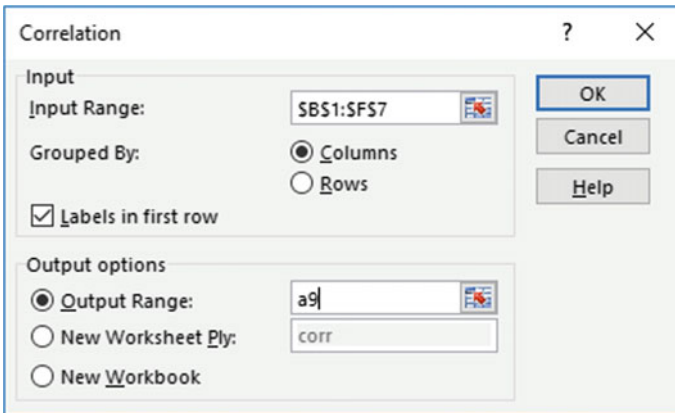 Correlation ? X
Input
Input Range: $B$1:$F$7
Grouped By: Columns
Rows
Labels in first row
OK
Cancel
Help
Output options
Output Range: a9
New Worksheet Ply: corr
New Workbook